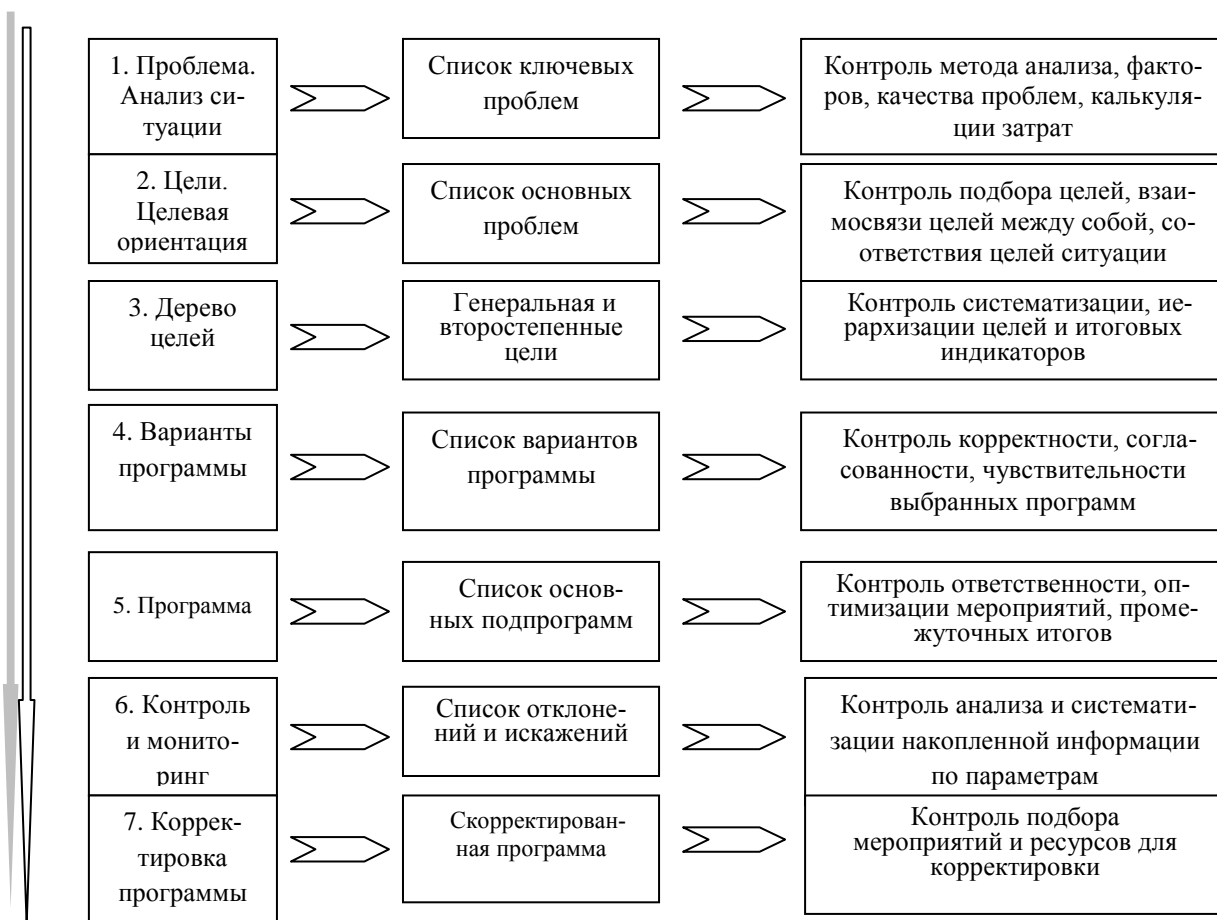 1. Проблема.
Анализ си-
туации
Список ключевых
проблем
Контроль метода анализа, факто-
ров, качества проблем, калькуля-
ции затрат
2. Цели.
Целевая
ориентация
Список основных
проблем
Контроль подбора целей, взаи-
мосвязи целей между собой, со-
ответствия целей ситуации
3. Дерево
целей
Генеральная и
второстепенные
цели
Контроль систематизации, ие-
рархизации целей и итоговых
индикаторов
4. Варианты
программы
Список вариантов
программы
Контроль корректности, согла-
сованности, чувствительности
выбранных программ
5. Программа
Список основ-
ных подпрограмм
Контроль ответственности, оп-
тимизации мероприятий, проме-
жуточных итогов
6. Контроль
и монито-
ринг
Список отклоне-
ний и искажений
Контроль анализа и системати-
зации накопленной информации
по параметрам
7. Коррек-
тировка
программы
Скорректирован-
ная программа
Контроль подбора
мероприятий и ресурсов для
корректировки